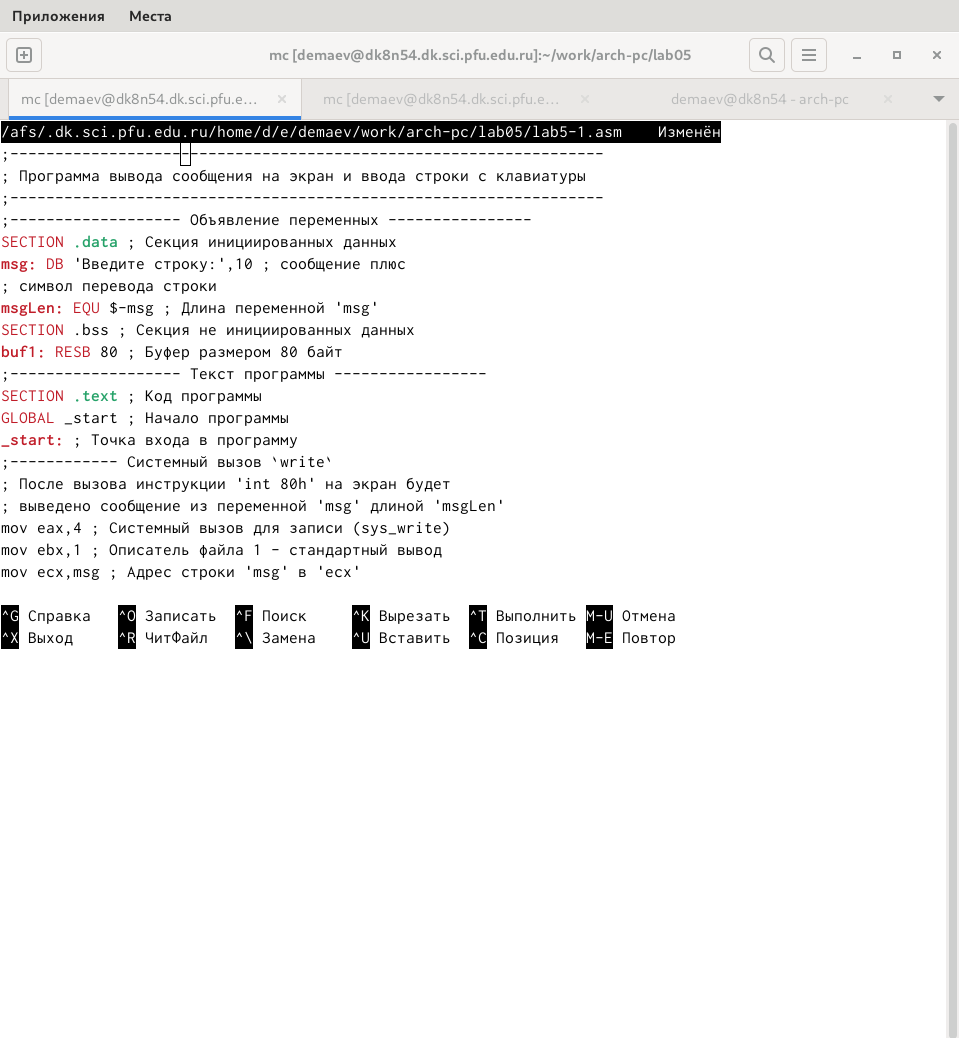 Приложения Места
mc [demaev@dk8n54.dk.sci.pfu.edu.ru]:~/work/arch-pc/lab05
mc [demaev@dk8n54.dk.sci.pfu.e... mc [demaev@dk8n54.dk.sci.pfu.e... demaev@dk8n54 - arch-pc
/afs/.dk.sci.pfu.edu.ru/home/d/e/demaev/work/arch-pc/lab05/lab5-1.asm Изменён
;------------------------------------------------------------------
; Программа вывода сообщения на экран и ввода строки с клавиатуры
;------------------------------------------------------------------
;------------------- Объявление переменных ----------------
SECTION .data ; Секция инициированных данных
msg: DB 'Введите строку:',10 ; сообщение плюс
; символ перевода строки
msgLen: EQU $-msg ; Длина переменной 'msg'
SECTION .bss ; Секция не инициированных данных
buf1: RESB 80 ; Буфер размером 80 байт
;------------------- Текст программы -----------------
SECTION .text ; Код программы
GLOBAL _start ; Начало программы
_start: ; Точка входа в программу
;------------ Системный вызов `write`
; После вызова инструкции 'int 80h' на экран будет
; выведено сообщение из переменной 'msg' длиной 'msgLen'
mov eax,4 ; Системный вызов для записи (sys_write)
mov ebx,1 ; Описатель файла 1 - стандартный вывод
mov ecx,msg ; Адрес строки 'msg' в 'ecx'
^G Справка ^O Записать ^F Поиск ^K Вырезать ^T Выполнить M-U Отмена
^X Выход ^R ЧитФайл ^\ Замена ^U Вставить ^C Позиция M-E Повтор